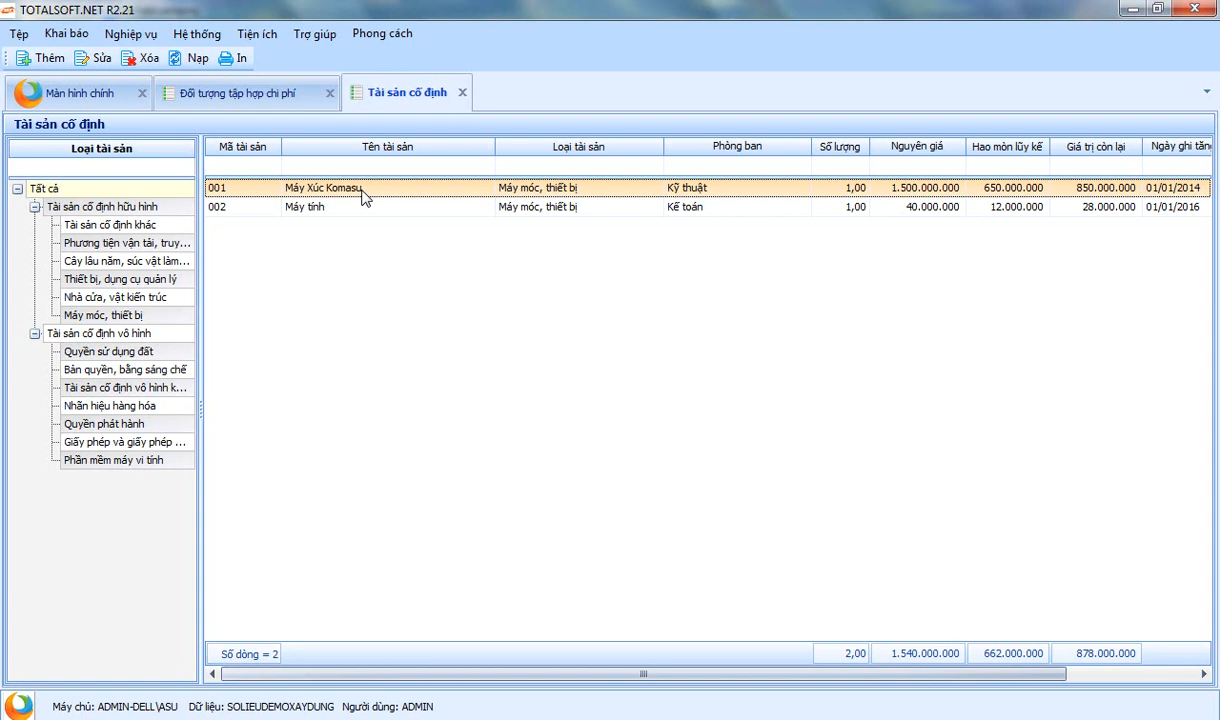 TOTALSOFT.NET R2.21
Tệp Khai báo Nghiệp vụ Hệ thống Tiện ích Trợ giúp Phong cách
Thêm Sửa Xóa Nạp In
Màn hình chính Đối tượng tập hợp chi phí Tài sản cố định
Tài sản cố định
Loại tài sản
Tất cả
Tài sản cố định hữu hình
Tài sản cố định khác
Phương tiện vận tải, truy...
Cây lâu năm, súc vật làm...
Thiết bị, dụng cụ quản lý
Nhà cửa, vật kiến trúc
Máy móc, thiết bị
Tài sản cố định vô hình
Quyền sử dụng đất
Bản quyền, bằng sáng chế
Tài sản cố định vô hình k...
Nhãn hiệu hàng hóa
Quyền phát hành
Giấy phép và giấy phép ...
Phần mềm máy vi tính
Mã tài sản Tên tài sản Loại tài sản Phòng ban Số lượng Nguyên giá Hao mòn lũy kế Giá trị còn lại Ngày ghi tăn
001 Máy Xúc Komasu Máy móc, thiết bị Kỹ thuật 1,00 1.500.000.000 650.000.000 850.000.000 01/01/2014
002 Máy tính Máy móc, thiết bị Kế toán 1,00 40.000.000 12.000.000 28.000.000 01/01/2016
Số dòng = 2 2,00 1.540.000.000 662.000.000 878.000.000
Máy chủ: ADMIN-DELL\ASU Dữ liệu: SOLIEUDEMOXAYDUNG Người dùng: ADMIN